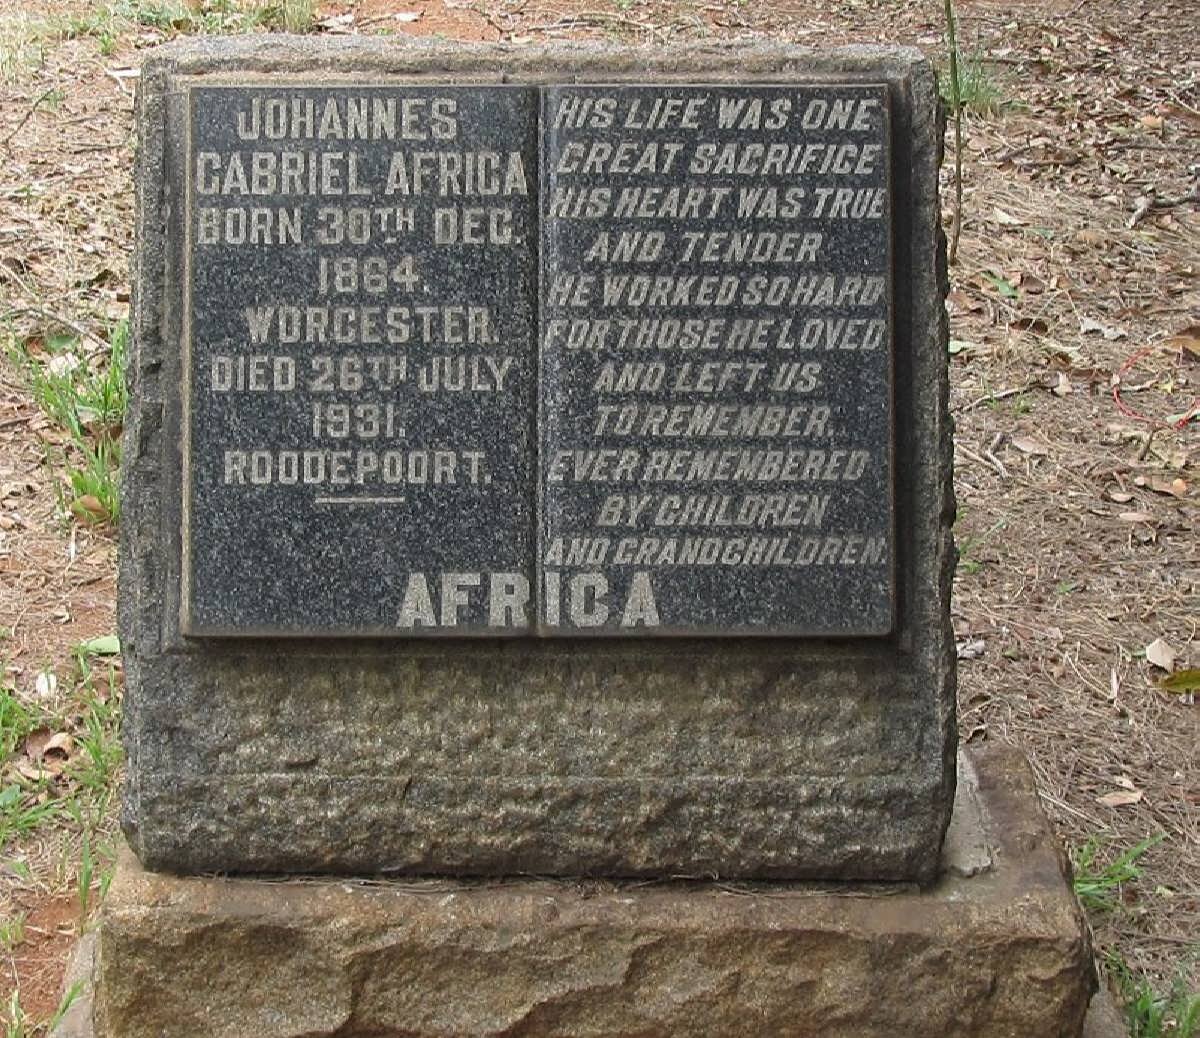 JOHANNES
GABRIEL AFRICA
BORN 30TH DEC.
1864.
WORCESTER.
DIED 26TH JULY
1931.
ROODEPOORT.
HIS LIFE WAS ONE
GREAT SACRIFICE
HIS HEART WAS TRUE
AND TENDER
HE WORKED SO HARD
FOR THOSE HE LOVED
AND LEFT US
TO REMEMBER.
EVER REMEMBERED
BY CHILDREN
AND GRANDCHILDREN.
AFRICA